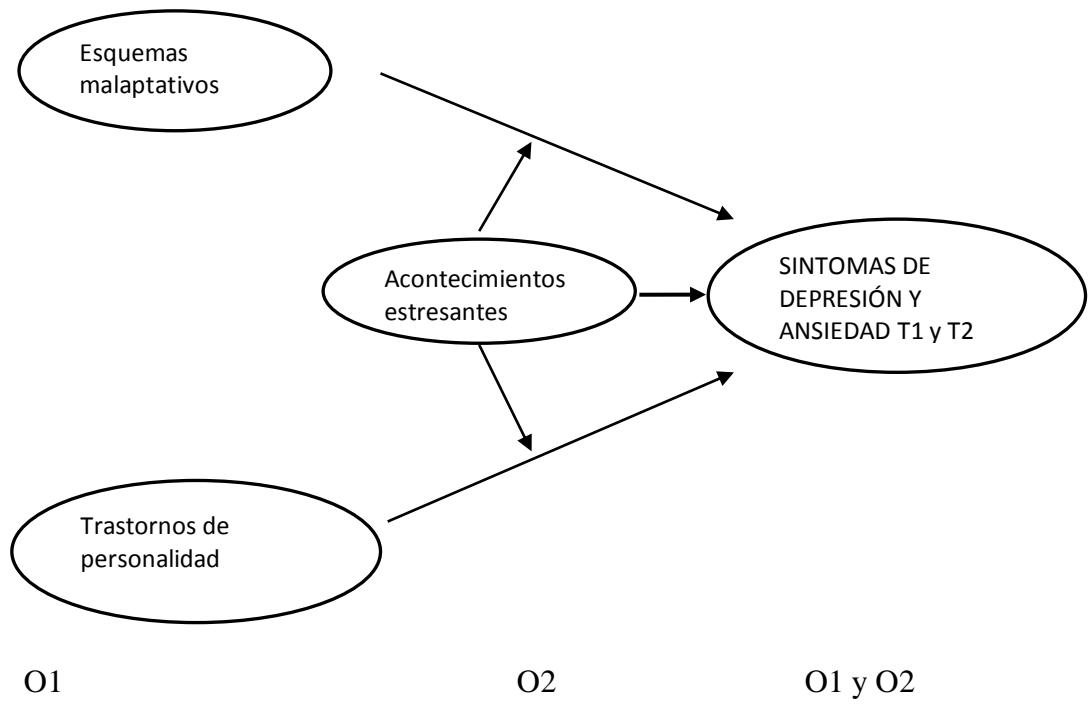 Esquemas
malaptativos
Acontecimientos
estresantes
SINTOMAS DE
DEPRESIÓN Y
ANSIEDAD T1 y T2
Trastornos de
personalidad
O1
O2
O1 y O2